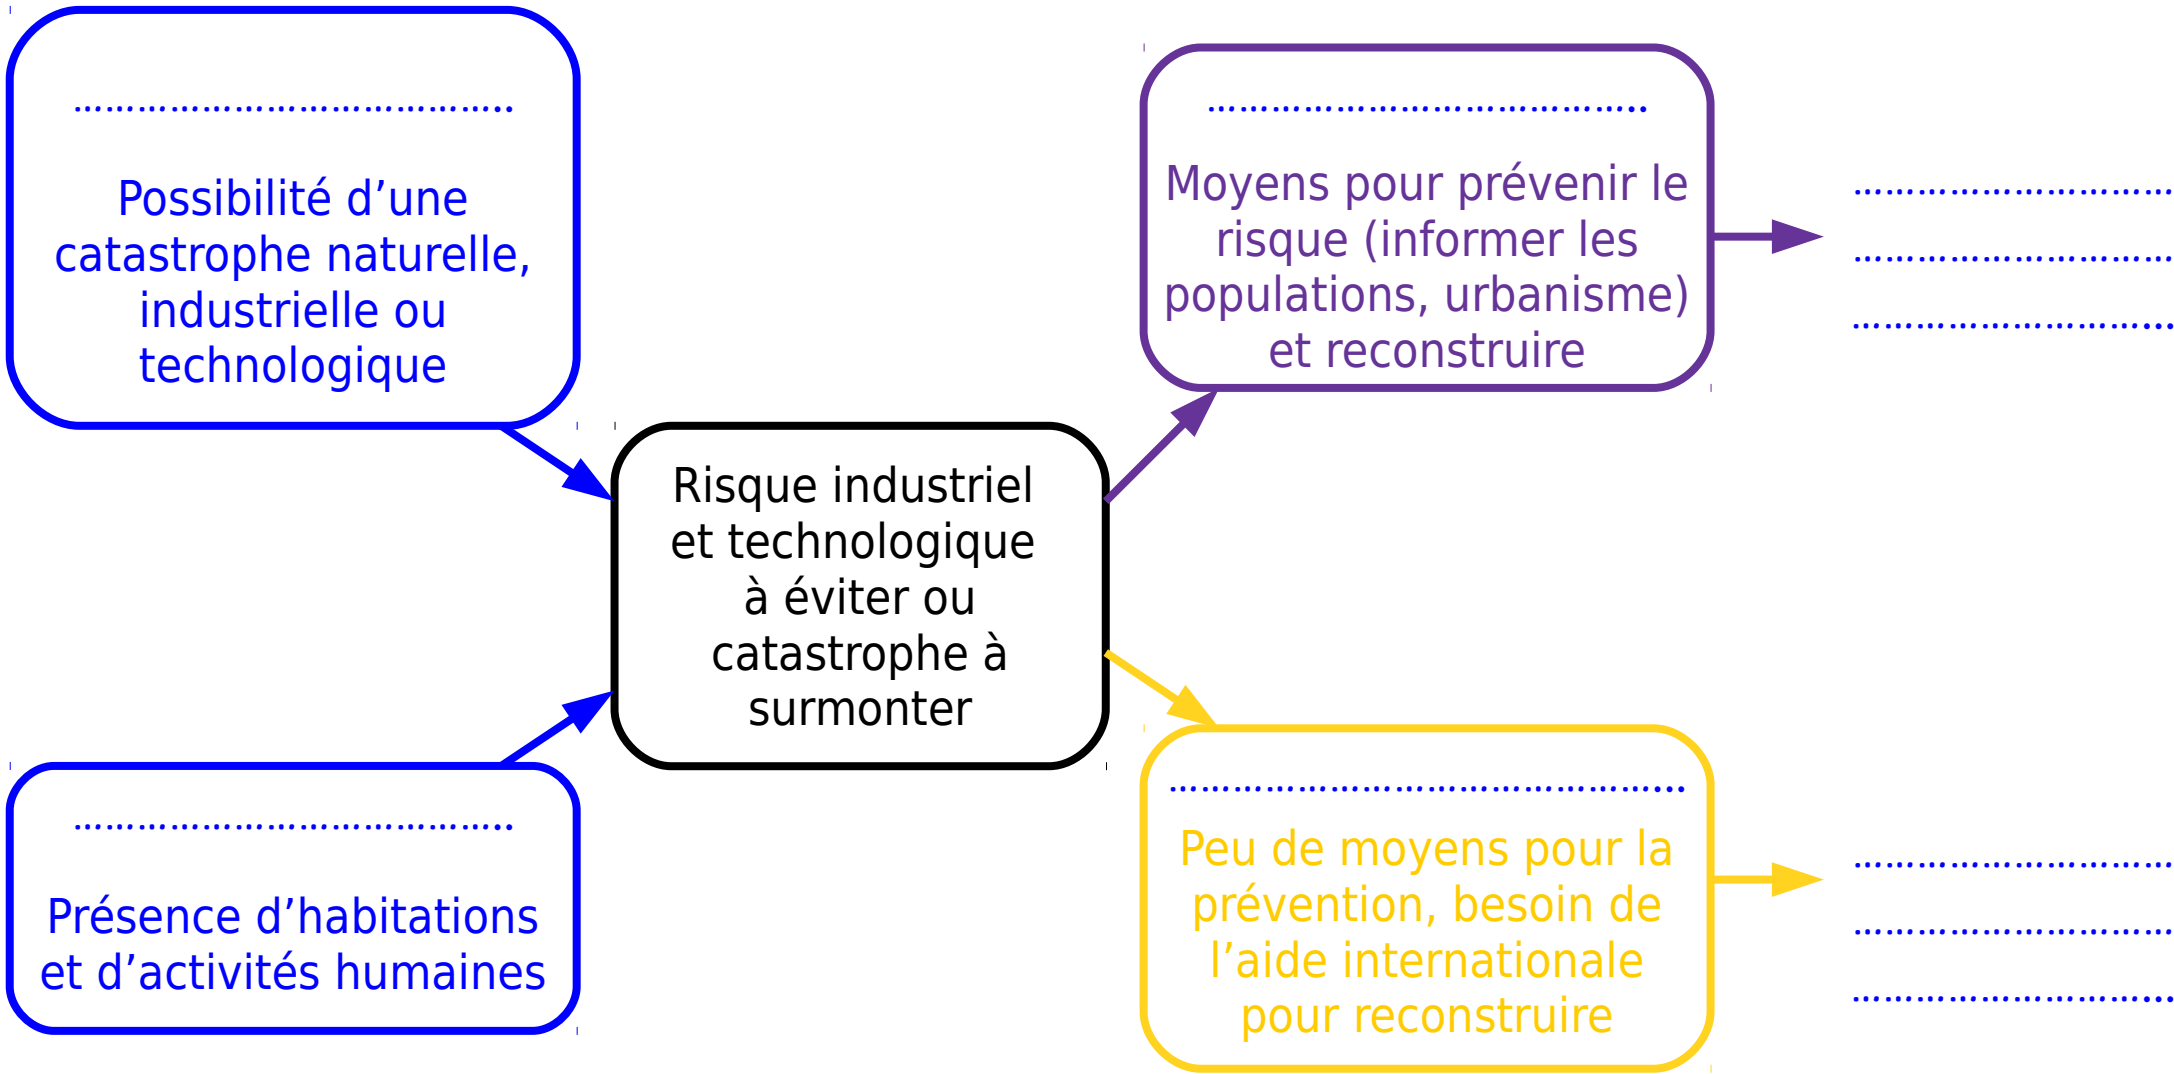 …………………………………..
Possibilité d’une
catastrophe naturelle,
industrielle ou
technologique
…………………………………..
Présence d’habitations
et d’activités humaines
Risque industriel
et technologique
à éviter ou
catastrophe à
surmonter
…………………………………..
Moyens pour prévenir le
risque (informer les
populations, urbanisme)
et reconstruire
…………………………
…………………………
………………………...
…………………………………………...
Peu de moyens pour la
prévention, besoin de
l’aide internationale
pour reconstruire
…………………………
…………………………
………………………...